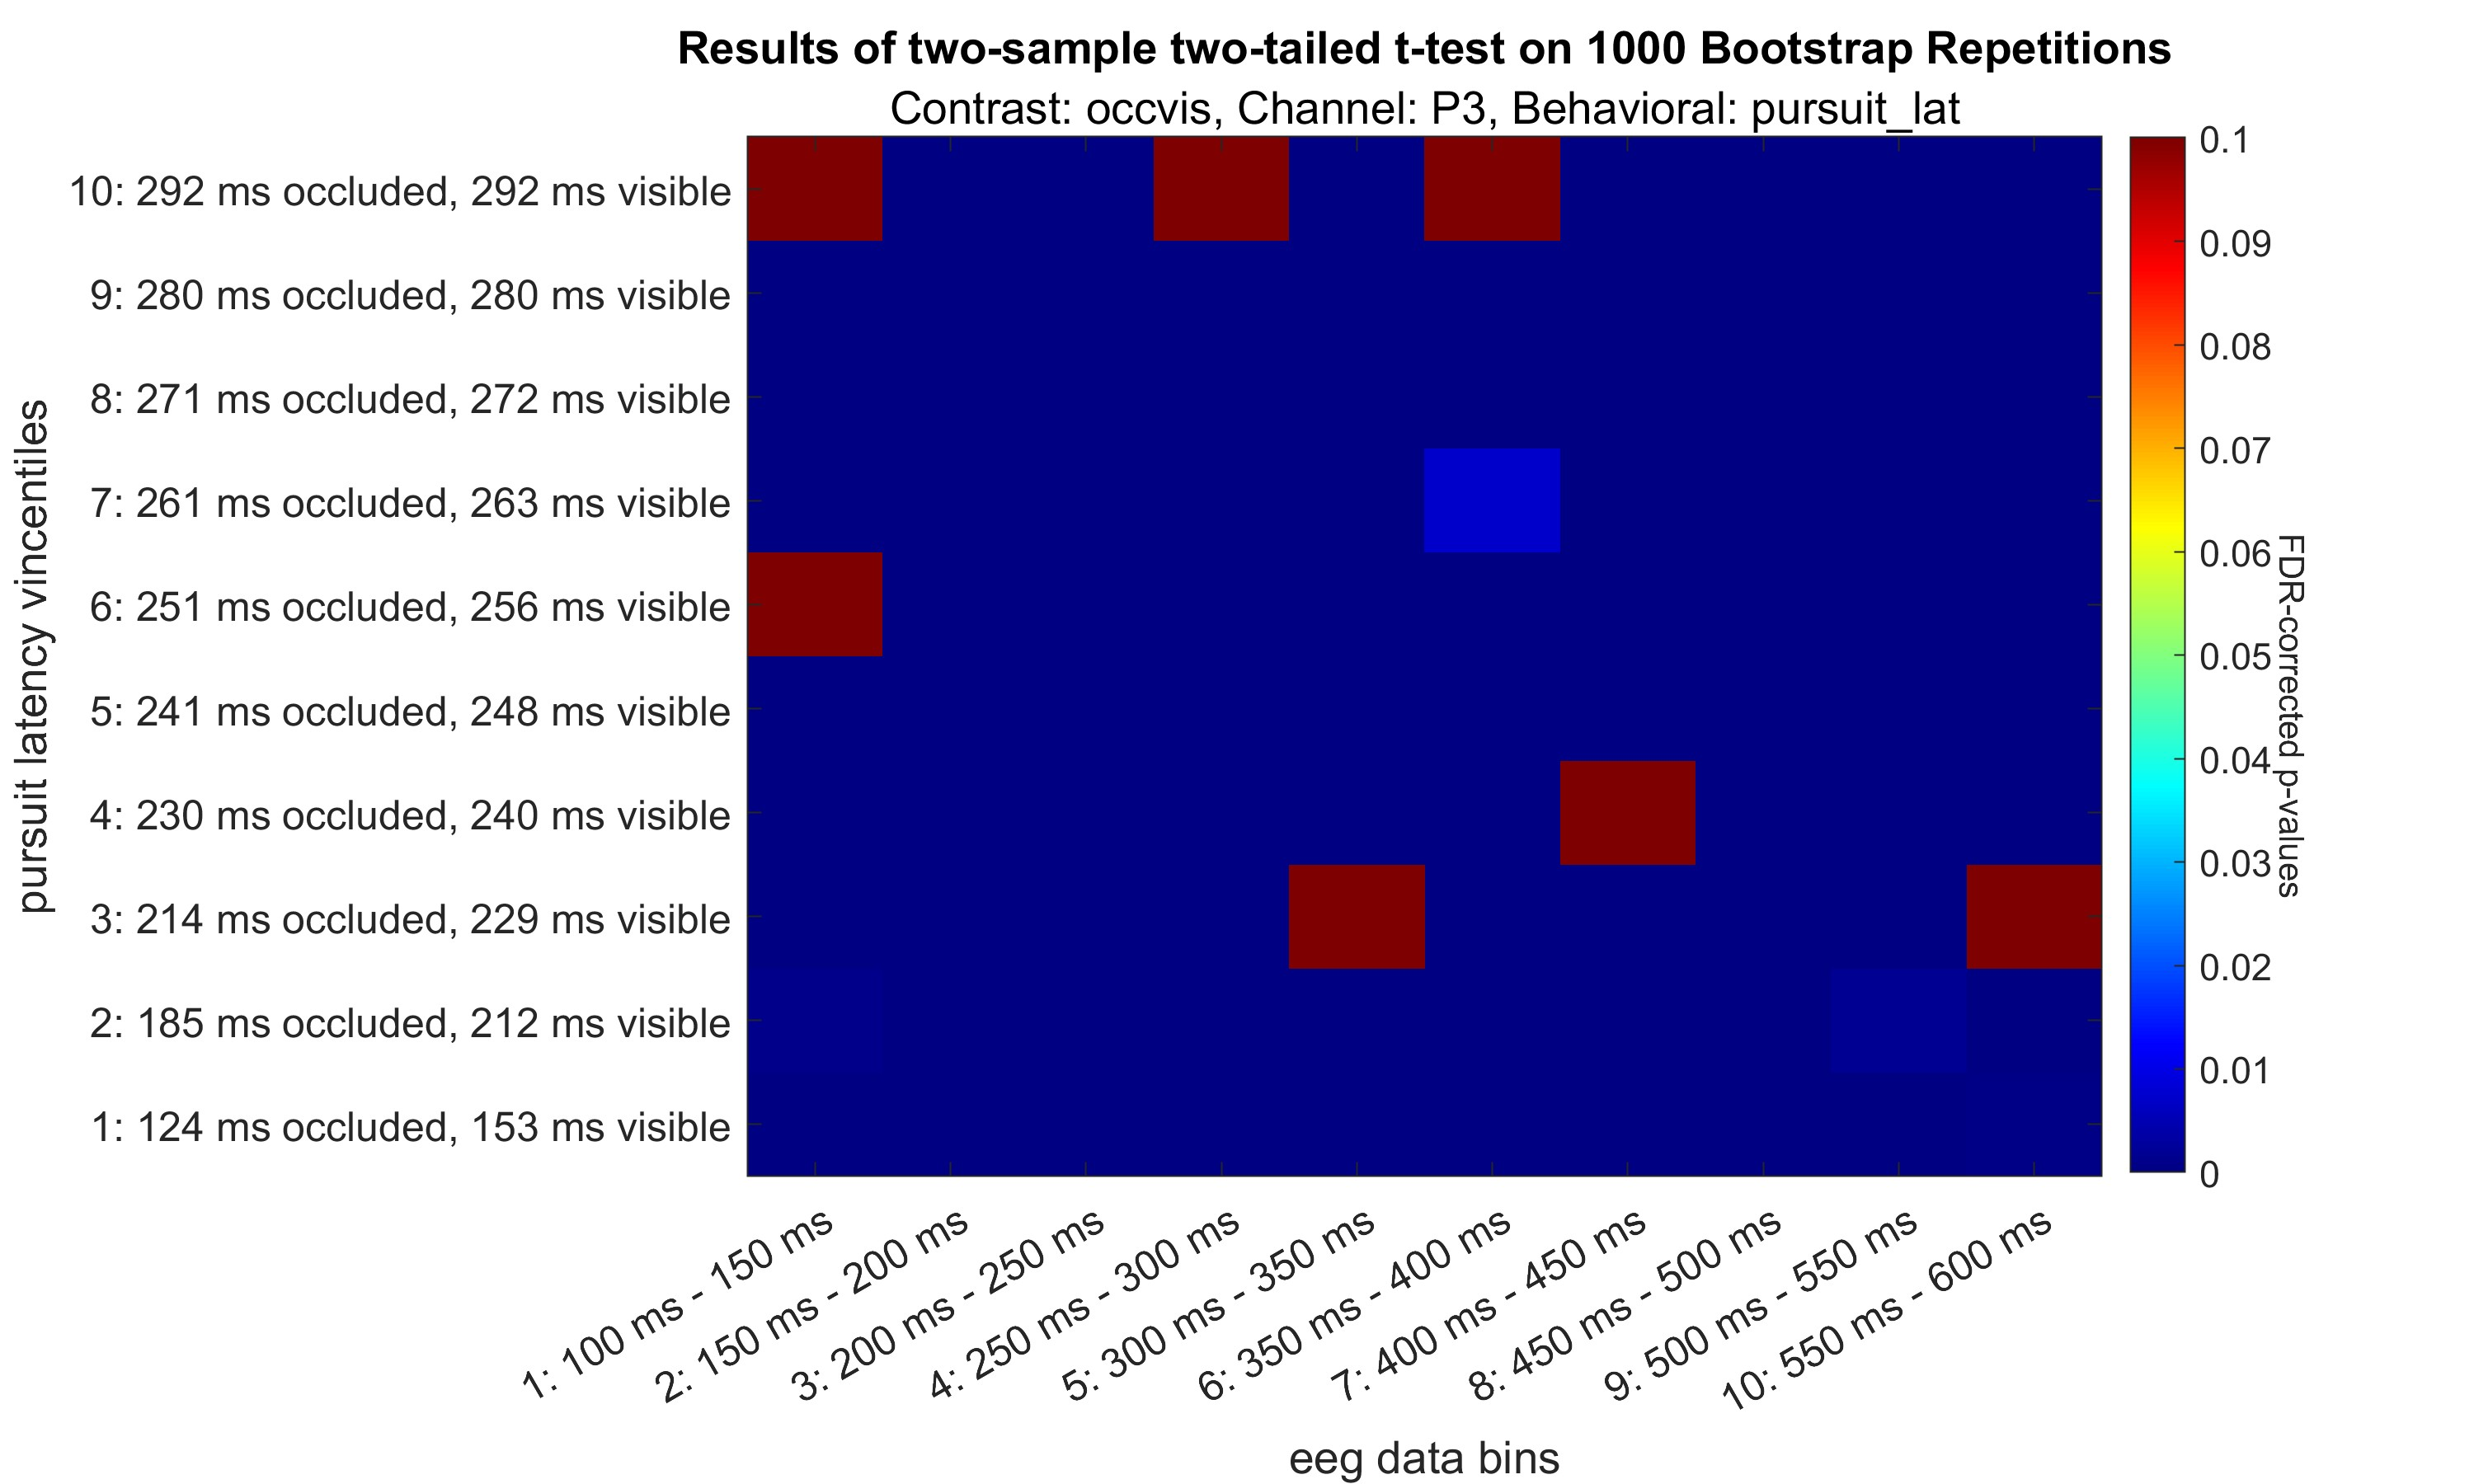 Results of two-sample two-tailed t-test on 1000 Bootstrap Repetitions
Contrast: occvis, Channel: P3, Behavioral: pursuit_lat
pursuit latency vincentiles
10: 292 ms occluded, 292 ms visible
9: 280 ms occluded, 280 ms visible
8: 271 ms occluded, 272 ms visible
7: 261 ms occluded, 263 ms visible
6: 251 ms occluded, 256 ms visible
5: 241 ms occluded, 248 ms visible
4: 230 ms occluded, 240 ms visible
3: 214 ms occluded, 229 ms visible
2: 185 ms occluded, 212 ms visible
1: 124 ms occluded, 153 ms visible
1: 100 ms - 150 ms
2: 150 ms - 200 ms
3: 200 ms - 250 ms
4: 250 ms - 300 ms
5: 300 ms - 350 ms
6: 350 ms - 400 ms
7: 400 ms - 450 ms
8: 450 ms - 500 ms
9: 500 ms - 550 ms
10: 550 ms - 600 ms
eeg data bins
0.1
0.09
0.08
0.07
0.06
0.05
0.04
0.03
0.02
0.01
0
FDR-corrected p-values